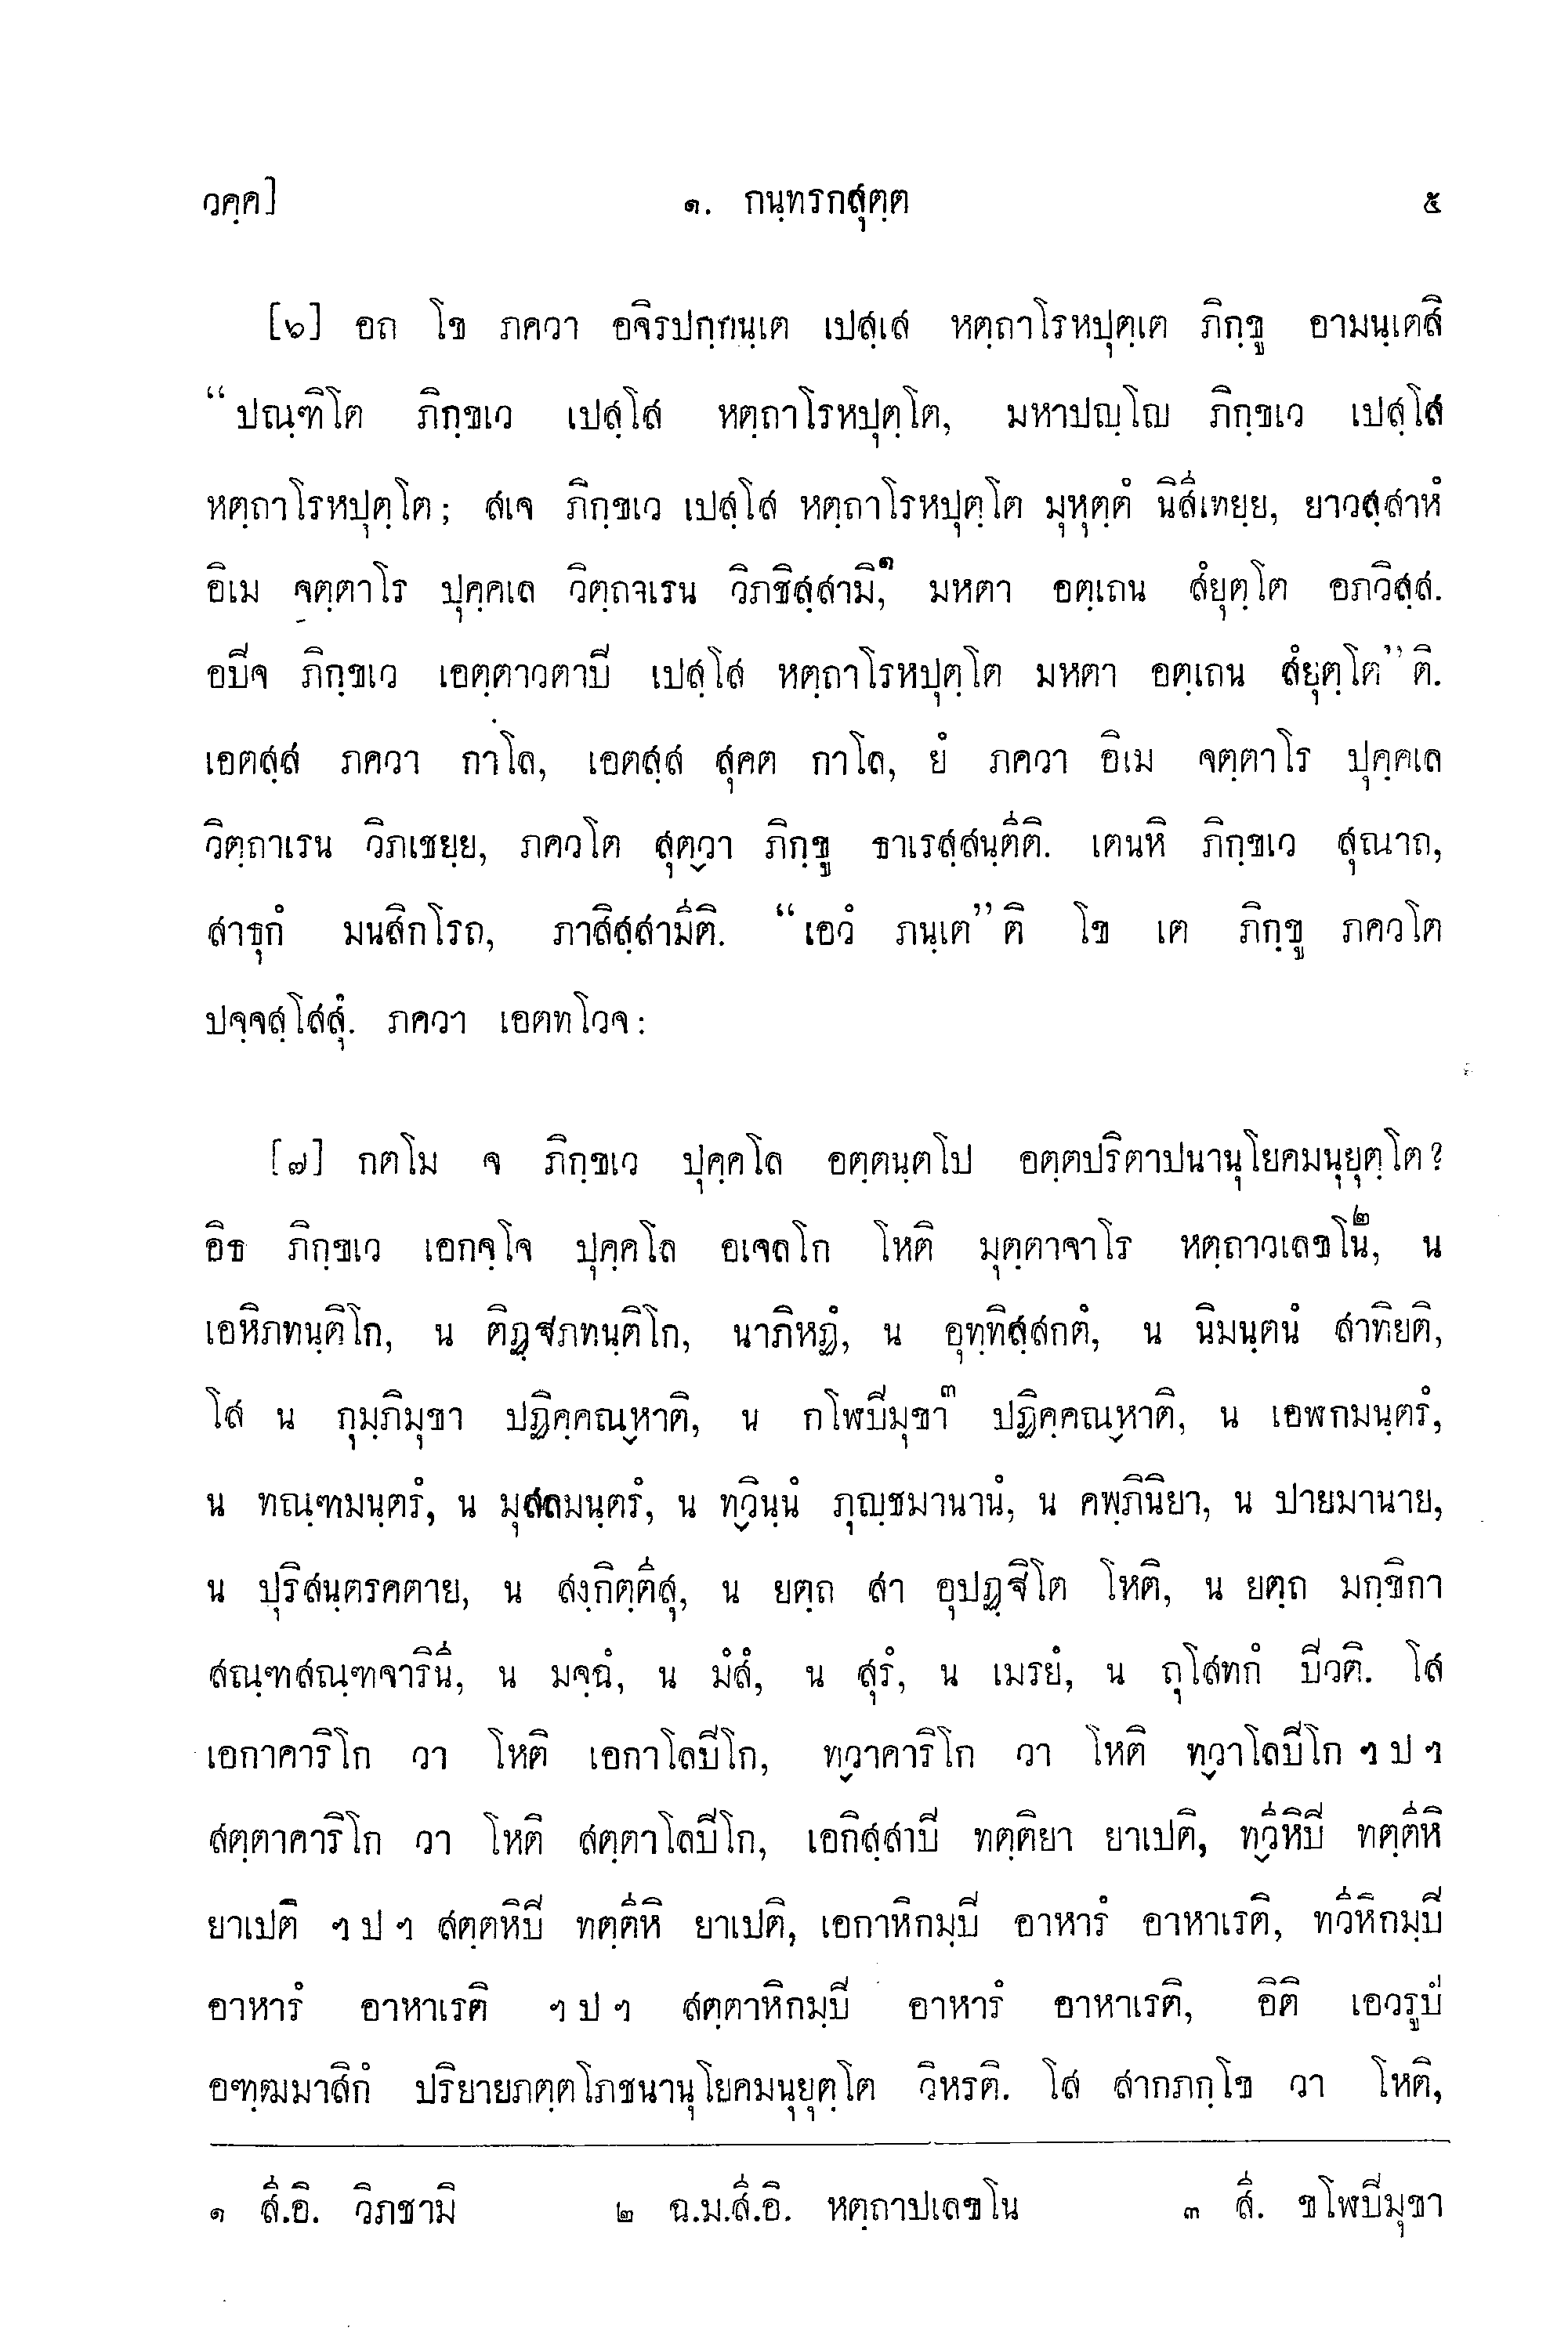 วคฺค]
๑. กนฺทรกสุตฺต
๕
[๖] อถ โข ภควา อจิรปกฺกนฺเต เปสฺเส หตฺถาโรหปุตฺเต ภิกฺขู อามนฺเตสิ
“ปณฺฑิโต ภิกฺขเว เปสฺโส หตฺถาโรหปุตฺโต, มหาปญฺโญ ภิกฺขเว เปสฺโส
หตฺถาโรหปุตฺโต; สเจ ภิกฺขเว เปสฺโส หตฺถาโรหปุตฺโต มุหุตฺตํ นิสีเทยฺย, ยาวสฺสาหํ
อิเม จตฺตาโร ปุคฺคเล วิตฺถาเรน วิภชิสฺสามิ,๑ มหตา อตฺเถน สํยุตฺโต อภวิสฺส.
อปิจ ภิกฺขเว เอตฺตาวตาปิ เปสฺโส หตฺถาโรหปุตฺโต มหตา อตฺเถน สํยุตฺโต” ติ.
เอตสฺส ภควา กาโล, เอตสฺส สุคต กาโล, ยํ ภควา อิเม จตฺตาโร ปุคฺคเล
วิตฺถาเรน วิภเชยฺย, ภควโต สุตฺวา ภิกฺขู ธาเรสฺสนฺตีติ. เตนหิ ภิกฺขเว สุณาถ,
สาธุกํ มนสิกโรถ, ภาสิสฺสามีติ. “เอวํ ภนฺเต” ติ โข เต ภิกฺขู ภควโต
ปจฺจสฺโสสุํ. ภควา เอตทโวจ:
[๗] กตโม จ ภิกฺขเว ปุคฺคโล อตฺตนฺตโป อตฺตปริตาปนานุโยคมนุยุตฺโต?
อิธ ภิกฺขเว เอกจฺโจ ปุคฺคโล อเจลโก โหติ มุตฺตาจาโร หตฺถาวเลขโน๒, น
เอหิภทนฺติโก, น ติฏฺฐภทนฺติโก, นาภิหฏํ, น อุทฺทิสฺสกตํ, น นิมนฺตนํ สาทิยติ,
โส น กุมฺภิมุขา ปฏิคฺคณฺหาติ, น กโฬปิมุขา๓ ปฏิคฺคณฺหาติ, น เอฬกมนฺตรํ,
น ทณฺฑมนฺตรํ, น มุสลมนฺตรํ, น ทฺวินฺนํ ภุญฺชมานานํ, น คพฺภินิยา, น ปายมานาย,
น ปุริสนฺตรคตาย, น สงฺกิตฺตีสุ, น ยตฺถ สา อุปฏฺฐิโต โหติ, น ยตฺถ มกฺขิกา
สณฺฑสณฺฑจารินี, น มจฺฉํ, น มํสํ, น สุรํ, น เมรยํ, น ถุโสทกํ ปิวติ. โส
เอกาคาริโก วา โหติ เอกาโลปิโก, ทฺวาคาริโก วา โหติ ทฺวาโลปิโก ฯ ป ฯ
สตฺตาคาริโก วา โหติ สตฺตาโลปิโก, เอกิสฺสาปิ ทตฺติยา ยาเปติ, ทฺวีหิปิ ทตฺตีหิ
ยาเปติ ฯ ป ฯ สตฺตหิปิ ทตฺตีหิ ยาเปติ, เอกาหิกมฺปิ อาหารํ อาหาเรติ, ทวีหิกมฺปิ
อาหารํ อาหาเรติ ฯ ป ฯ สตฺตาหิกมฺปิ อาหารํ อาหาเรติ, อิติ เอวรูปํ
อฑฺฒมาสิกํ ปริยายภตฺตโภชนานุโยคมนุยุตฺโต วิหรติ. โส สากภกฺโข วา โหติ,
๑ สี.อิ. วิภชามิ ๒ ฉ.ม.สี.อิ. หตฺถาปเลขโน ๓ สี. ขโฬปิมุขา